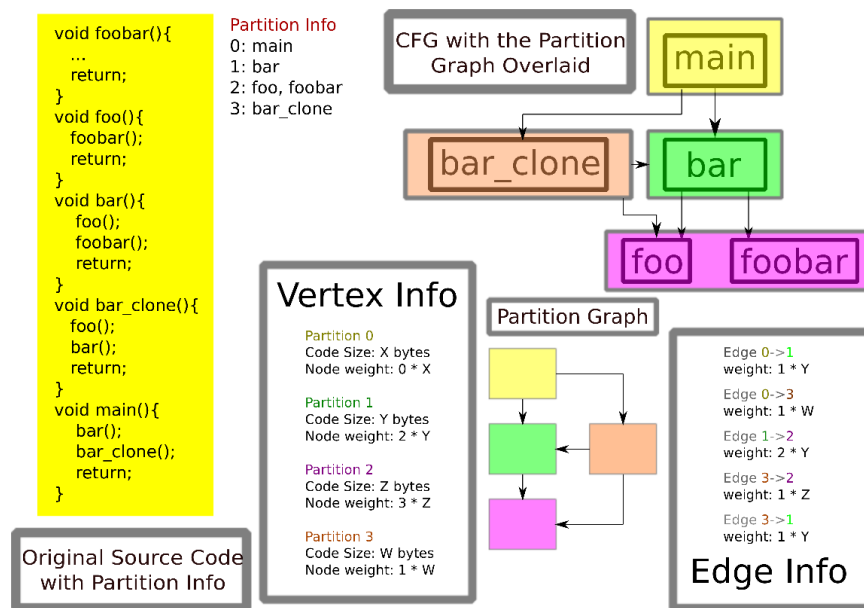 void foobar(){
...
return;
}
void foo(){
foobar();
return;
}
void bar(){
foo();
foobar();
return;
}
void bar_clone(){
foo();
bar();
return;
}
void main(){
bar();
bar_clone();
return;
}
Original Source Code
with Partition Info
Partition Info
0: main
1: bar
2: foo, foobar
3: bar_clone
CFG with the Partition
Graph Overlaid
main
bar_clone
bar
foo
foobar
Vertex Info
Partition 0
Code Size: X bytes
Node weight: 0 * X
Partition 1
Code Size: Y bytes
Node weight: 2 * Y
Partition 2
Code Size: Z bytes
Node weight: 3 * Z
Partition 3
Code Size: W bytes
Node weight: 1 * W
Partition Graph
Edge 0->1
weight: 1 * Y
Edge 0->3
weight: 1 * W
Edge 1->2
weight: 2 * Y
Edge 3->2
weight: 1 * Z
Edge 3->1
weight: 1 * Y
Edge Info